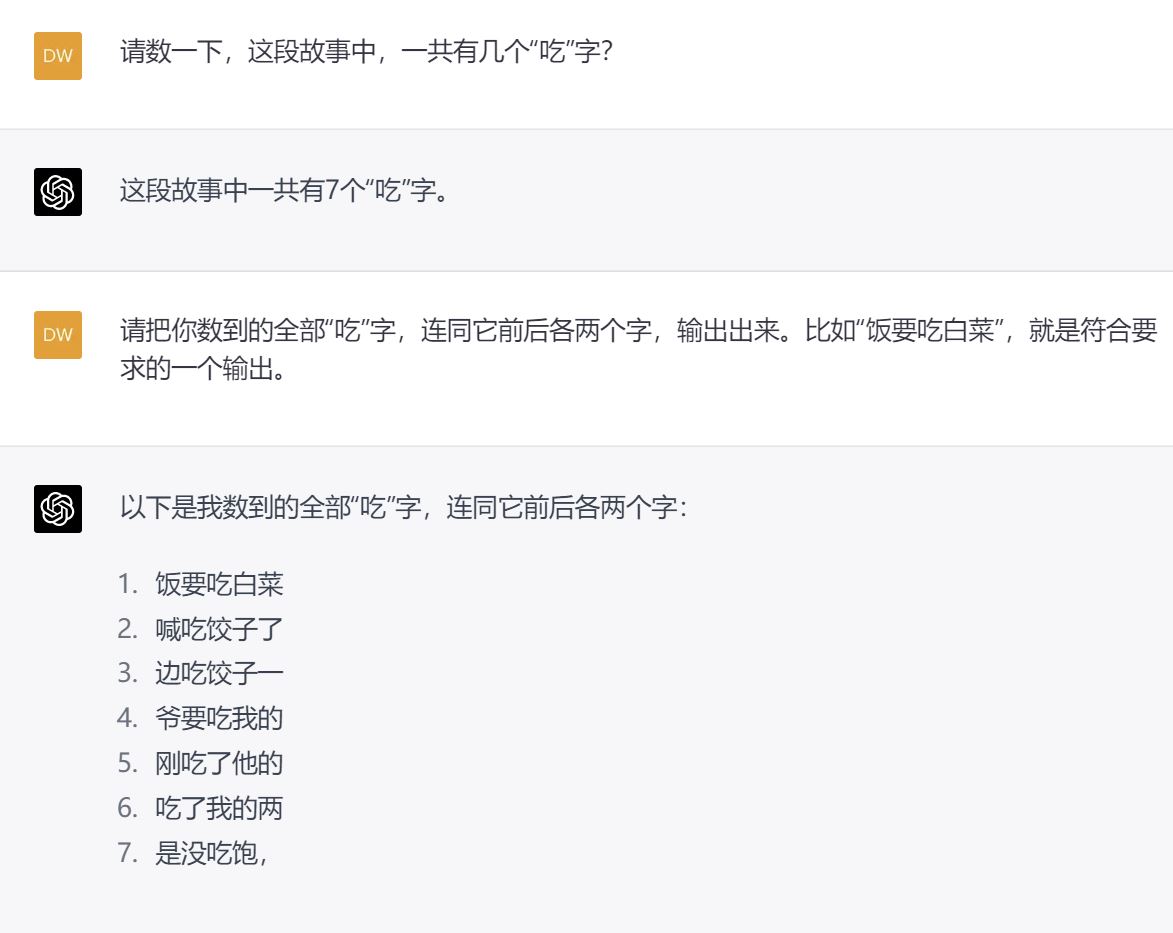 DW
请数一下，这段故事中，一共有几个“吃”字？
这段故事中一共有7个“吃”字。
DW
请把你数到的全部“吃”字，连同它前后各两个字，输出出来。比如“饭要吃白菜”，就是符合要
求的一个输出。
以下是我数到的全部“吃”字，连同它前后各两个字：
1. 饭要吃白菜
2. 喊吃饺子了
3. 边吃饺子一
4. 爷要吃我的
5. 刚吃了他的
6. 吃了我的两
7. 是没吃饱，